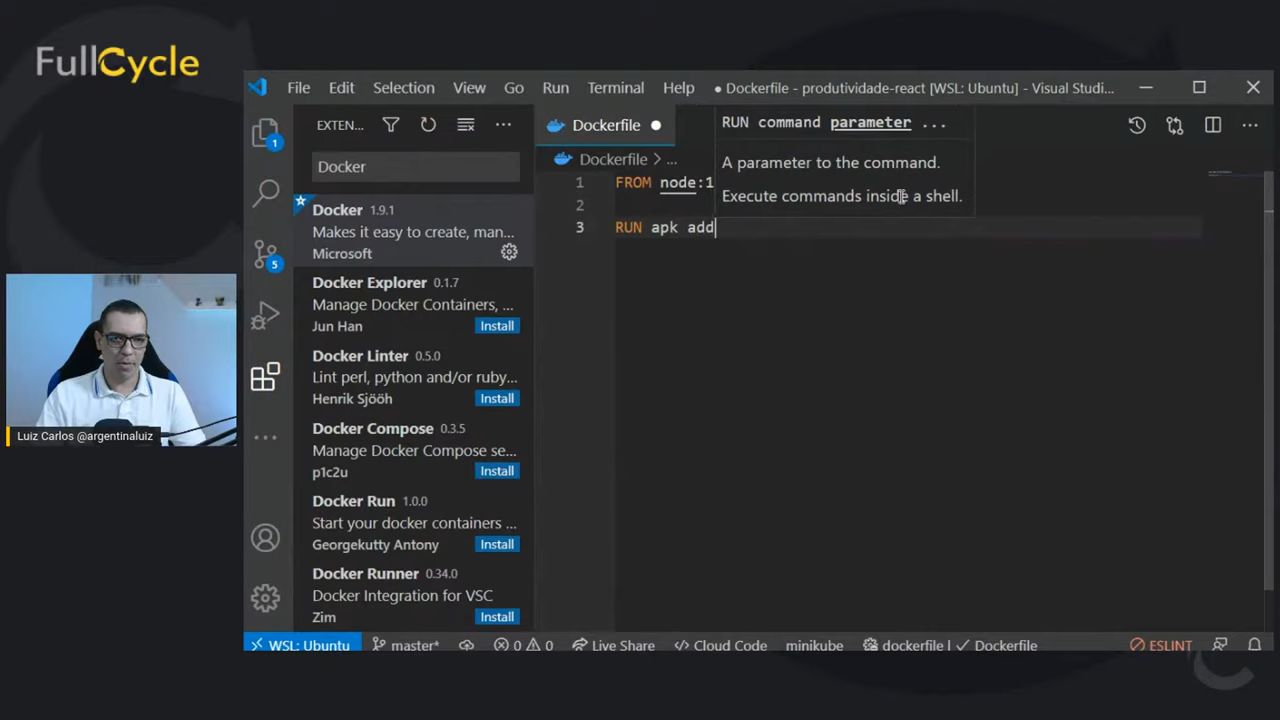 FullCycle
File Edit Selection View Go Run Terminal Help
● Dockerfile - produtividade-react [WSL: Ubuntu] - Visual Studi...
EXTEN...
Docker
Docker 1.9.1
Makes it easy to create, man...
Microsoft
Docker Explorer 0.1.7
Manage Docker Containers, ...
Jun Han Install
Docker Linter 0.5.0
Lint perl, python and/or ruby...
Henrik Sjööh Install
Docker Compose 0.3.5
Manage Docker Compose se...
p1c2u Install
Docker Run 1.0.0
Start your docker containers ...
Georgekutty Antony Install
Docker Runner 0.34.0
Docker Integration for VSC
Zim Install
1
5
Dockerfile ●
Dockerfile > ...
RUN command parameter ...
A parameter to the command.
Execute commands inside a shell.
1 FROM node:1
2
3 RUN apk add
Luiz Carlos @argentinaluiz
WSL: Ubuntu master* 0 0 Live Share Cloud Code minikube dockerfile | ✓ Dockerfile ESLINT